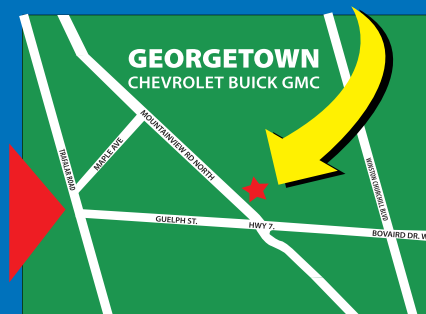 GEORGETOWN
CHEVROLET BUICK GMC
MOUNTAINVIEW RD NORTH
MAPLE AVE
TRAFALAR ROAD
WINSTON CHURCHILL BLVD
GUELPH ST.
HWY 7.
BOVAIRD DR. W